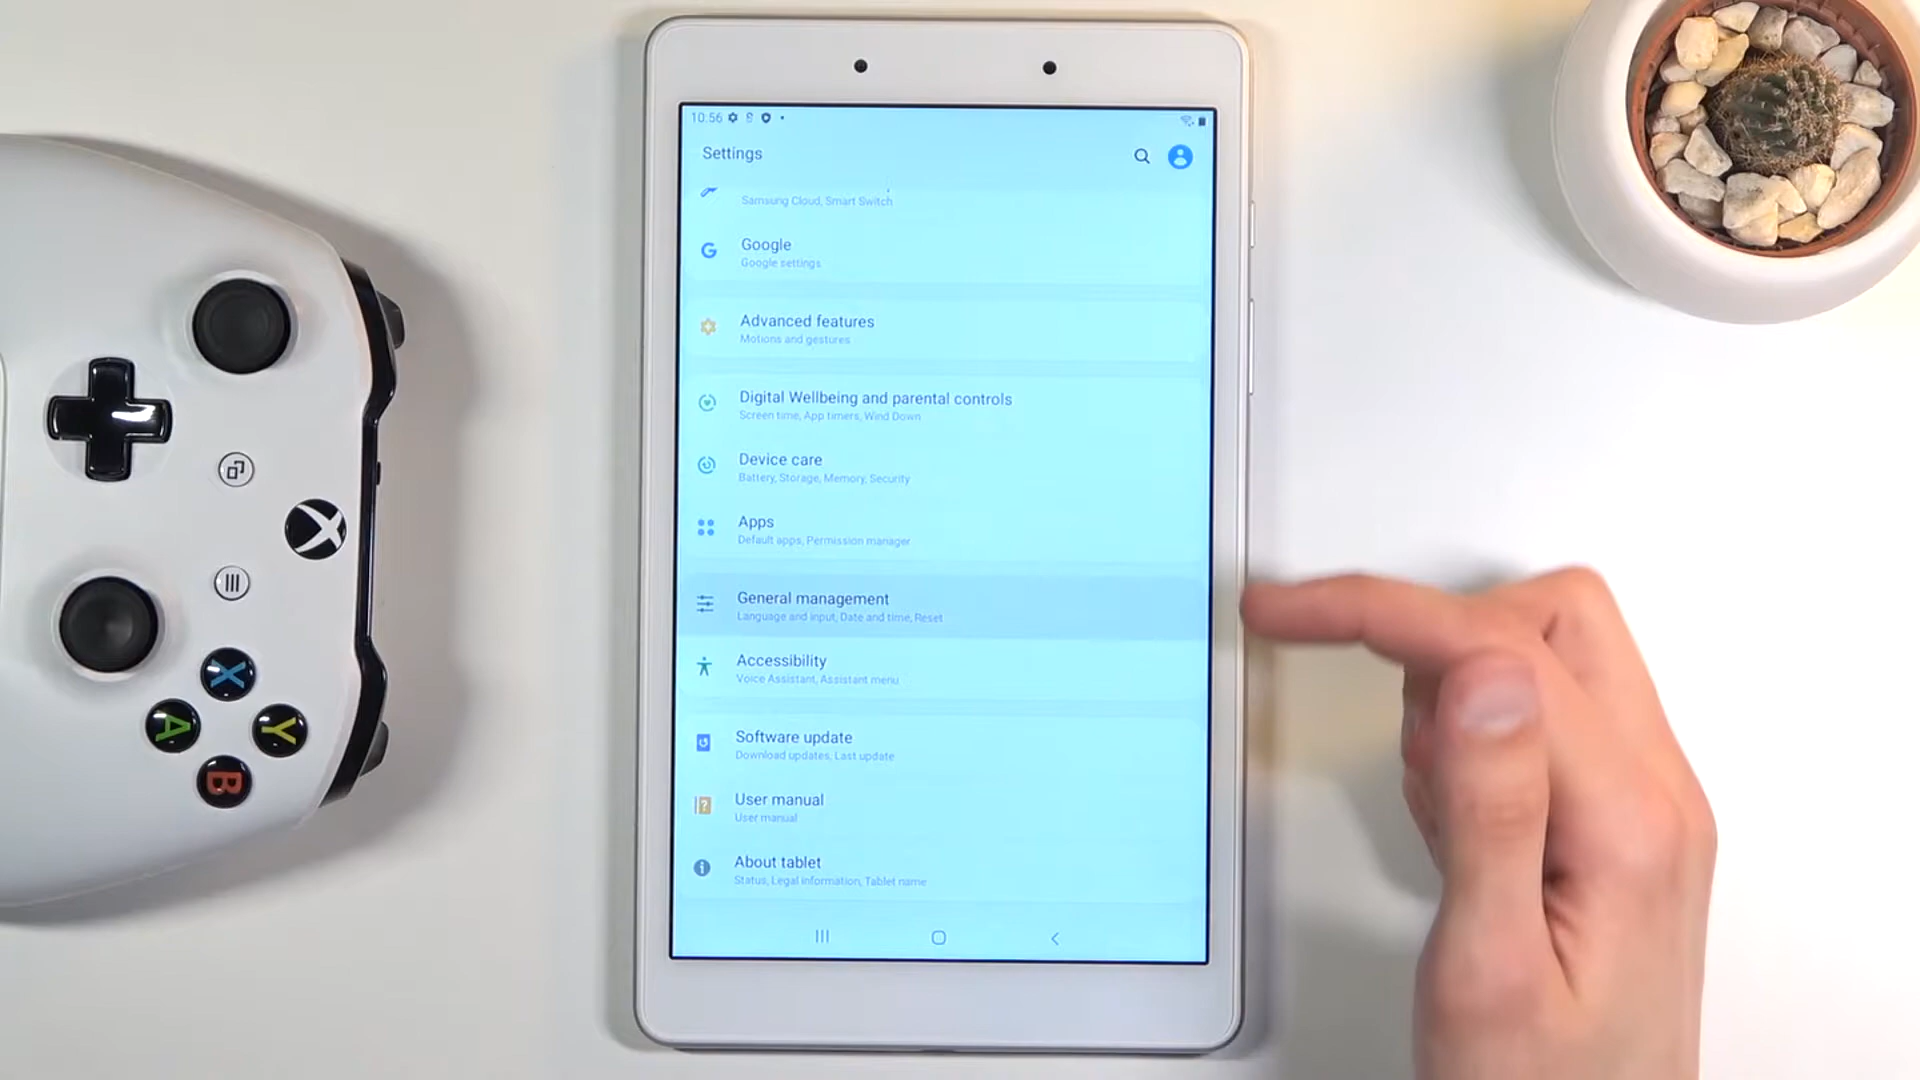 10:56
Settings
Samsung Cloud, Smart Switch
Google
Google settings
Advanced features
Motions and gestures
Digital Wellbeing and parental controls
Screen time, App timers, Wind Down
Device care
Battery, Storage, Memory, Security
Apps
Default apps, Permission manager
General management
Language and input, Date and time, Reset
Accessibility
Voice Assistant, Assistant menu
Software update
Download updates, Last update
User manual
User manual
About tablet
Status, Legal information, Tablet name
X
A
Y
B